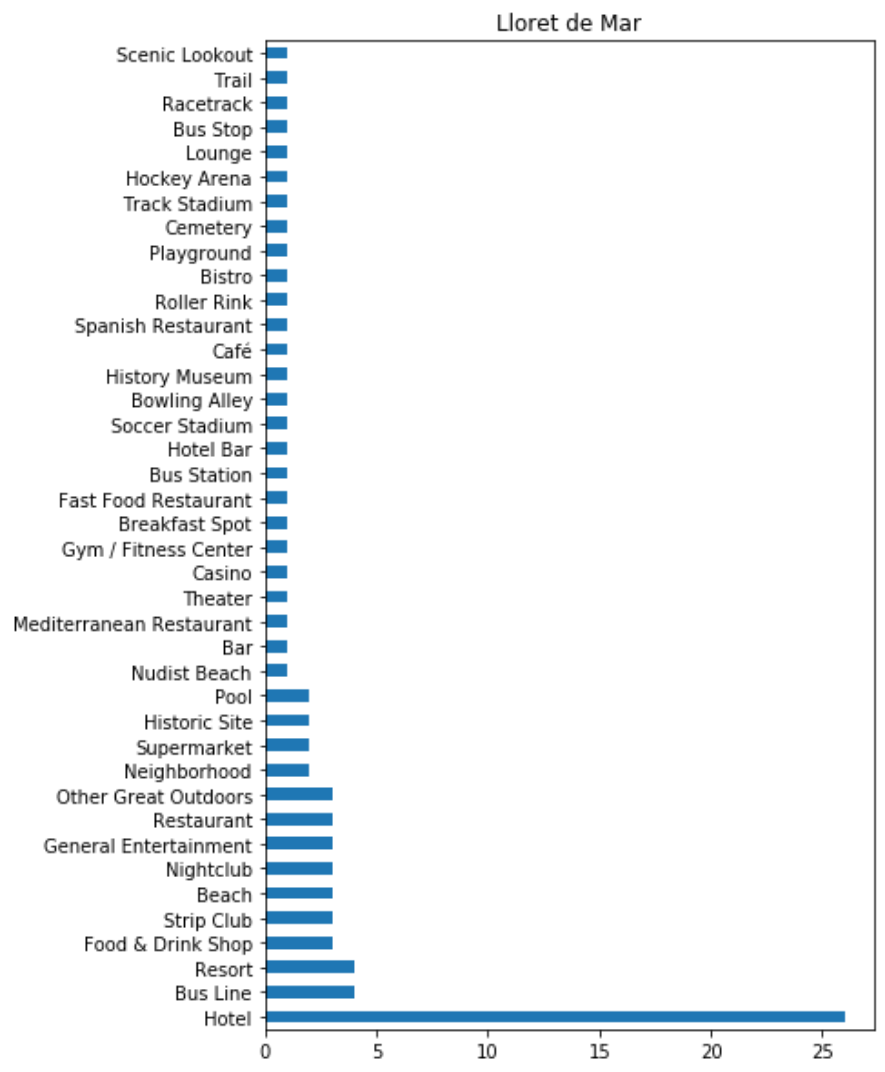 Lloret de Mar
Scenic Lookout
Trail
Racetrack
Bus Stop
Lounge
Hockey Arena
Track Stadium
Cemetery
Playground
Bistro
Roller Rink
Spanish Restaurant
Café
History Museum
Bowling Alley
Soccer Stadium
Hotel Bar
Bus Station
Fast Food Restaurant
Breakfast Spot
Gym / Fitness Center
Casino
Theater
Mediterranean Restaurant
Bar
Nudist Beach
Pool
Historic Site
Supermarket
Neighborhood
Other Great Outdoors
Restaurant
General Entertainment
Nightclub
Beach
Strip Club
Food & Drink Shop
Resort
Bus Line
Hotel
0 5 10 15 20 25